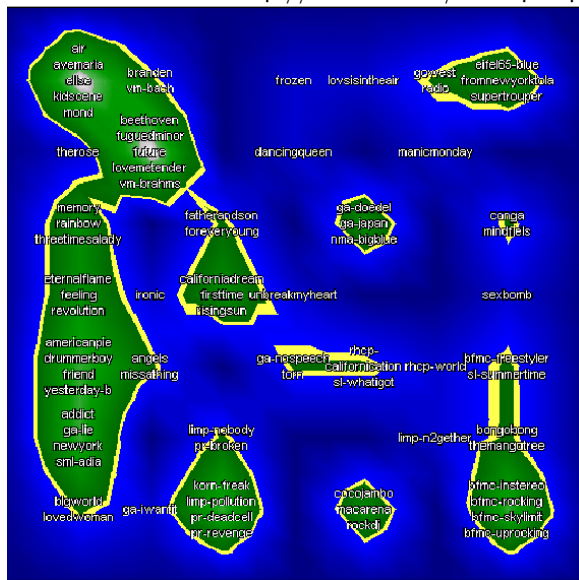 air
avemaria
elise
kidscene
mond
branden
vm-bach
frozen
lovsisintheair
gowest
radio
eifel65-blue
fromnewyorktola
supertrouper
beethoven
fuguedminor
future
lovemetender
vm-brahms
therose
dancingqueen
manicmonday
memory
rainbow
threetimesalady
fatherandson
foreveryoung
ga-doedel
ga-japan
nma-bigblue
conga
mindfiels
eternalflame
feeling
revolution
ironic
californiadream
firsttime
risingsun
unbreakmyheart
sexbomb
americanpie
drummerboy
friend
yesterday-b
angels
missathing
ga-nospeech
torn
rhcp-
californication
sl-whatigot
rhcp-world
bfmc-freestyler
sl-summertime
addict
ga-lie
newyork
sml-adia
limp-nobody
pr-broken
limp-n2gether
bongobong
themangotree
bigworld
lovedwoman
ga-iwantit
korn-freak
limp-pollution
pr-deadcell
pr-revenge
cocojambo
macarena
rockdj
bfmc-instereo
bfmc-rocking
bfmc-skylimit
bfmc-uprocking